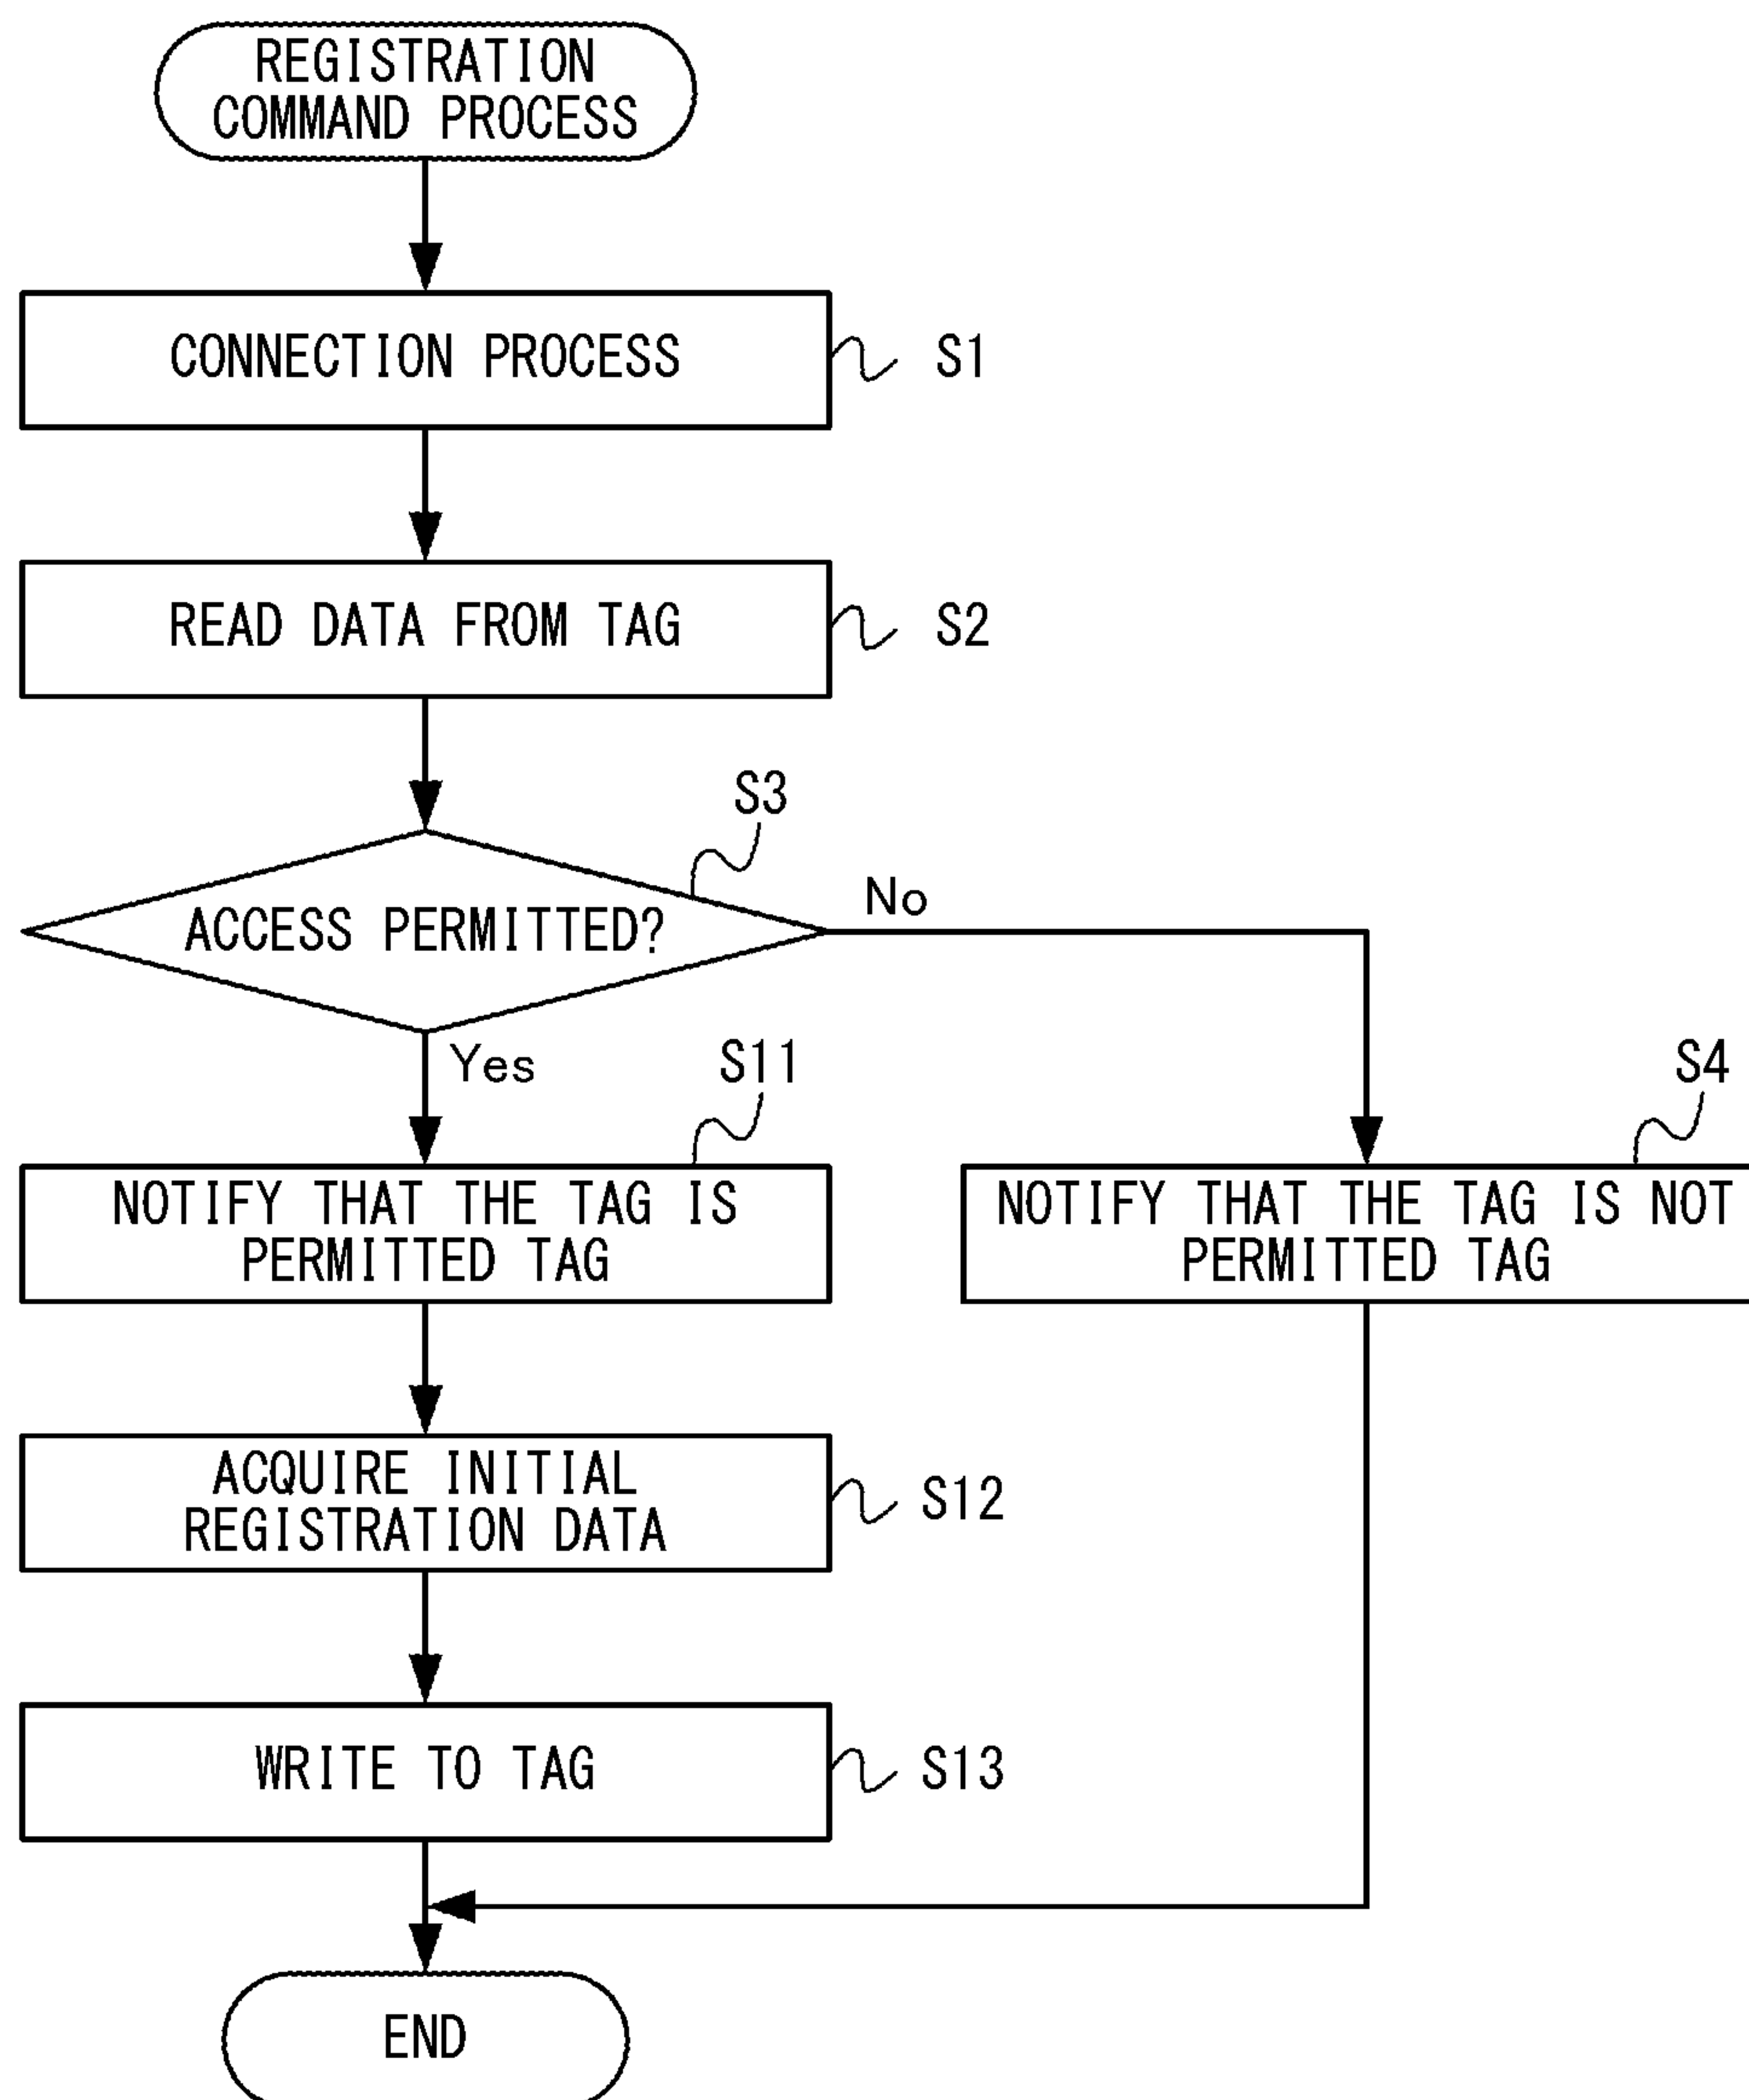 REGISTRATION
COMMAND PROCESS
CONNECTION PROCESS
S1
READ DATA FROM TAG
S2
S3
ACCESS PERMITTED?
No
Yes
S11
S4
NOTIFY THAT THE TAG IS
PERMITTED TAG
NOTIFY THAT THE TAG IS NOT
PERMITTED TAG
ACQUIRE INITIAL
REGISTRATION DATA
S12
WRITE TO TAG
S13
END